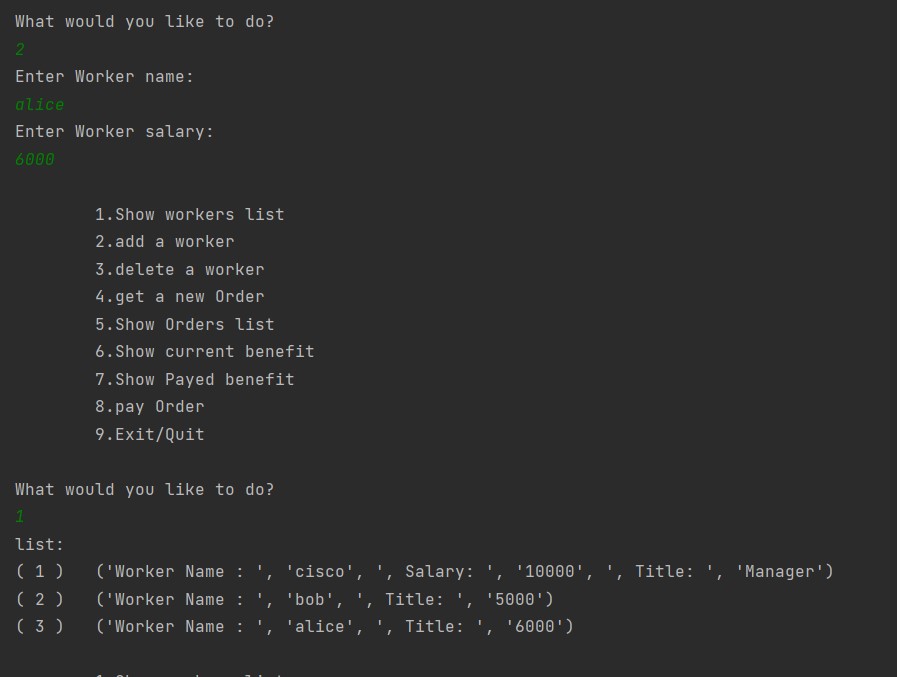 What would you like to do?
2
Enter Worker name:
alice
Enter Worker salary:
6000
1.Show workers list
2.add a worker
3.delete a worker
4.get a new Order
5.Show Orders list
6.Show current benefit
7.Show Payed benefit
8.pay Order
9.Exit/Quit
What would you like to do?
1
list:
( 1 )   ('Worker Name : ', 'cisco', ', Salary: ', '10000', ', Title: ', 'Manager')
( 2 )   ('Worker Name : ', 'bob', ', Title: ', '5000')
( 3 )   ('Worker Name : ', 'alice', ', Title: ', '6000')